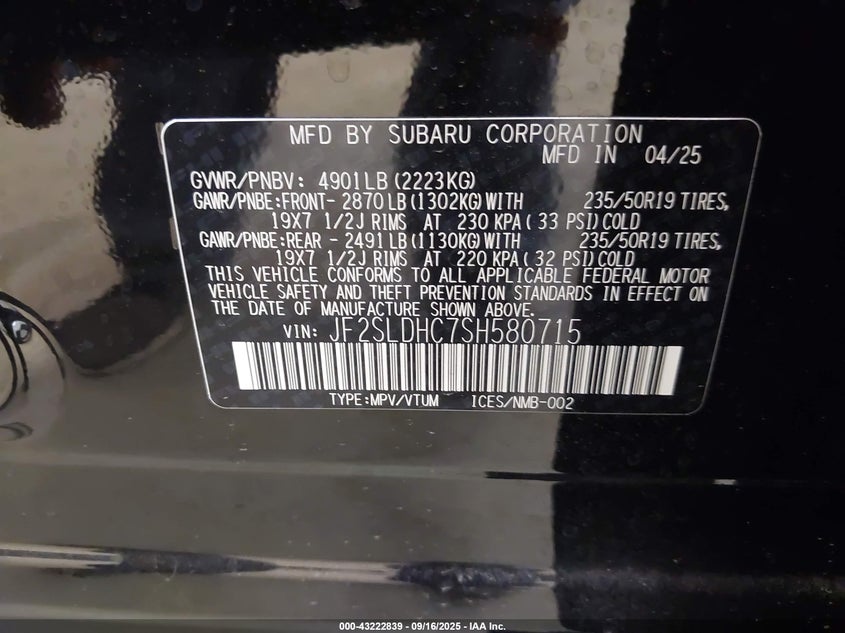 MFD BY SUBARU CORPORATION
MFD IN 04/25
GVWR/PNBV: 4901LB(2223KG)
GAWR/PNBE:FRONT- 2870LB(1302KG)WITH 235/50R19 TIRES,
19X7 1/2J RIMS AT 230 KPA( 33 PSI)COLD
GAWR/PNBE:REAR - 2491LB(1130KG)WITH 235/50R19 TIRES,
19X7 1/2J RIMS AT 220 KPA( 32 PSI)COLD
THIS VEHICLE CONFORMS TO ALL APPLICABLE FEDERAL MOTOR
VEHICLE SAFETY AND THEFT PREVENTION STANDARDS IN EFFECT ON
THE DATE OF MANUFACTURE SHOWN ABOVE.
VIN: JF2SLDHC7SH580715
TYPE:MPV/VTUM ICES/NMB-002
000-43222839 - 09/16/2025 - IAA Inc.